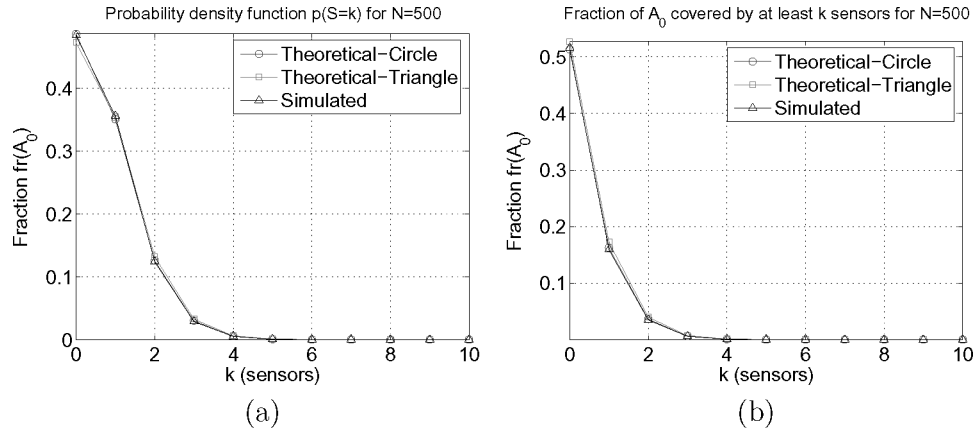 Probability density function p(S=k) for N=500
Fraction fr(A0)
0.4
0.3
0.2
0.1
0
0 2 4 6 8 10
k (sensors)
Theoretical−Circle
Theoretical−Triangle
Simulated
(a)
Fraction of A0 covered by at least k sensors for N=500
Fraction fr(A0)
0.5
0.4
0.3
0.2
0.1
0 2 4 6 8 10
k (sensors)
Theoretical−Circle
Theoretical−Triangle
Simulated
(b)